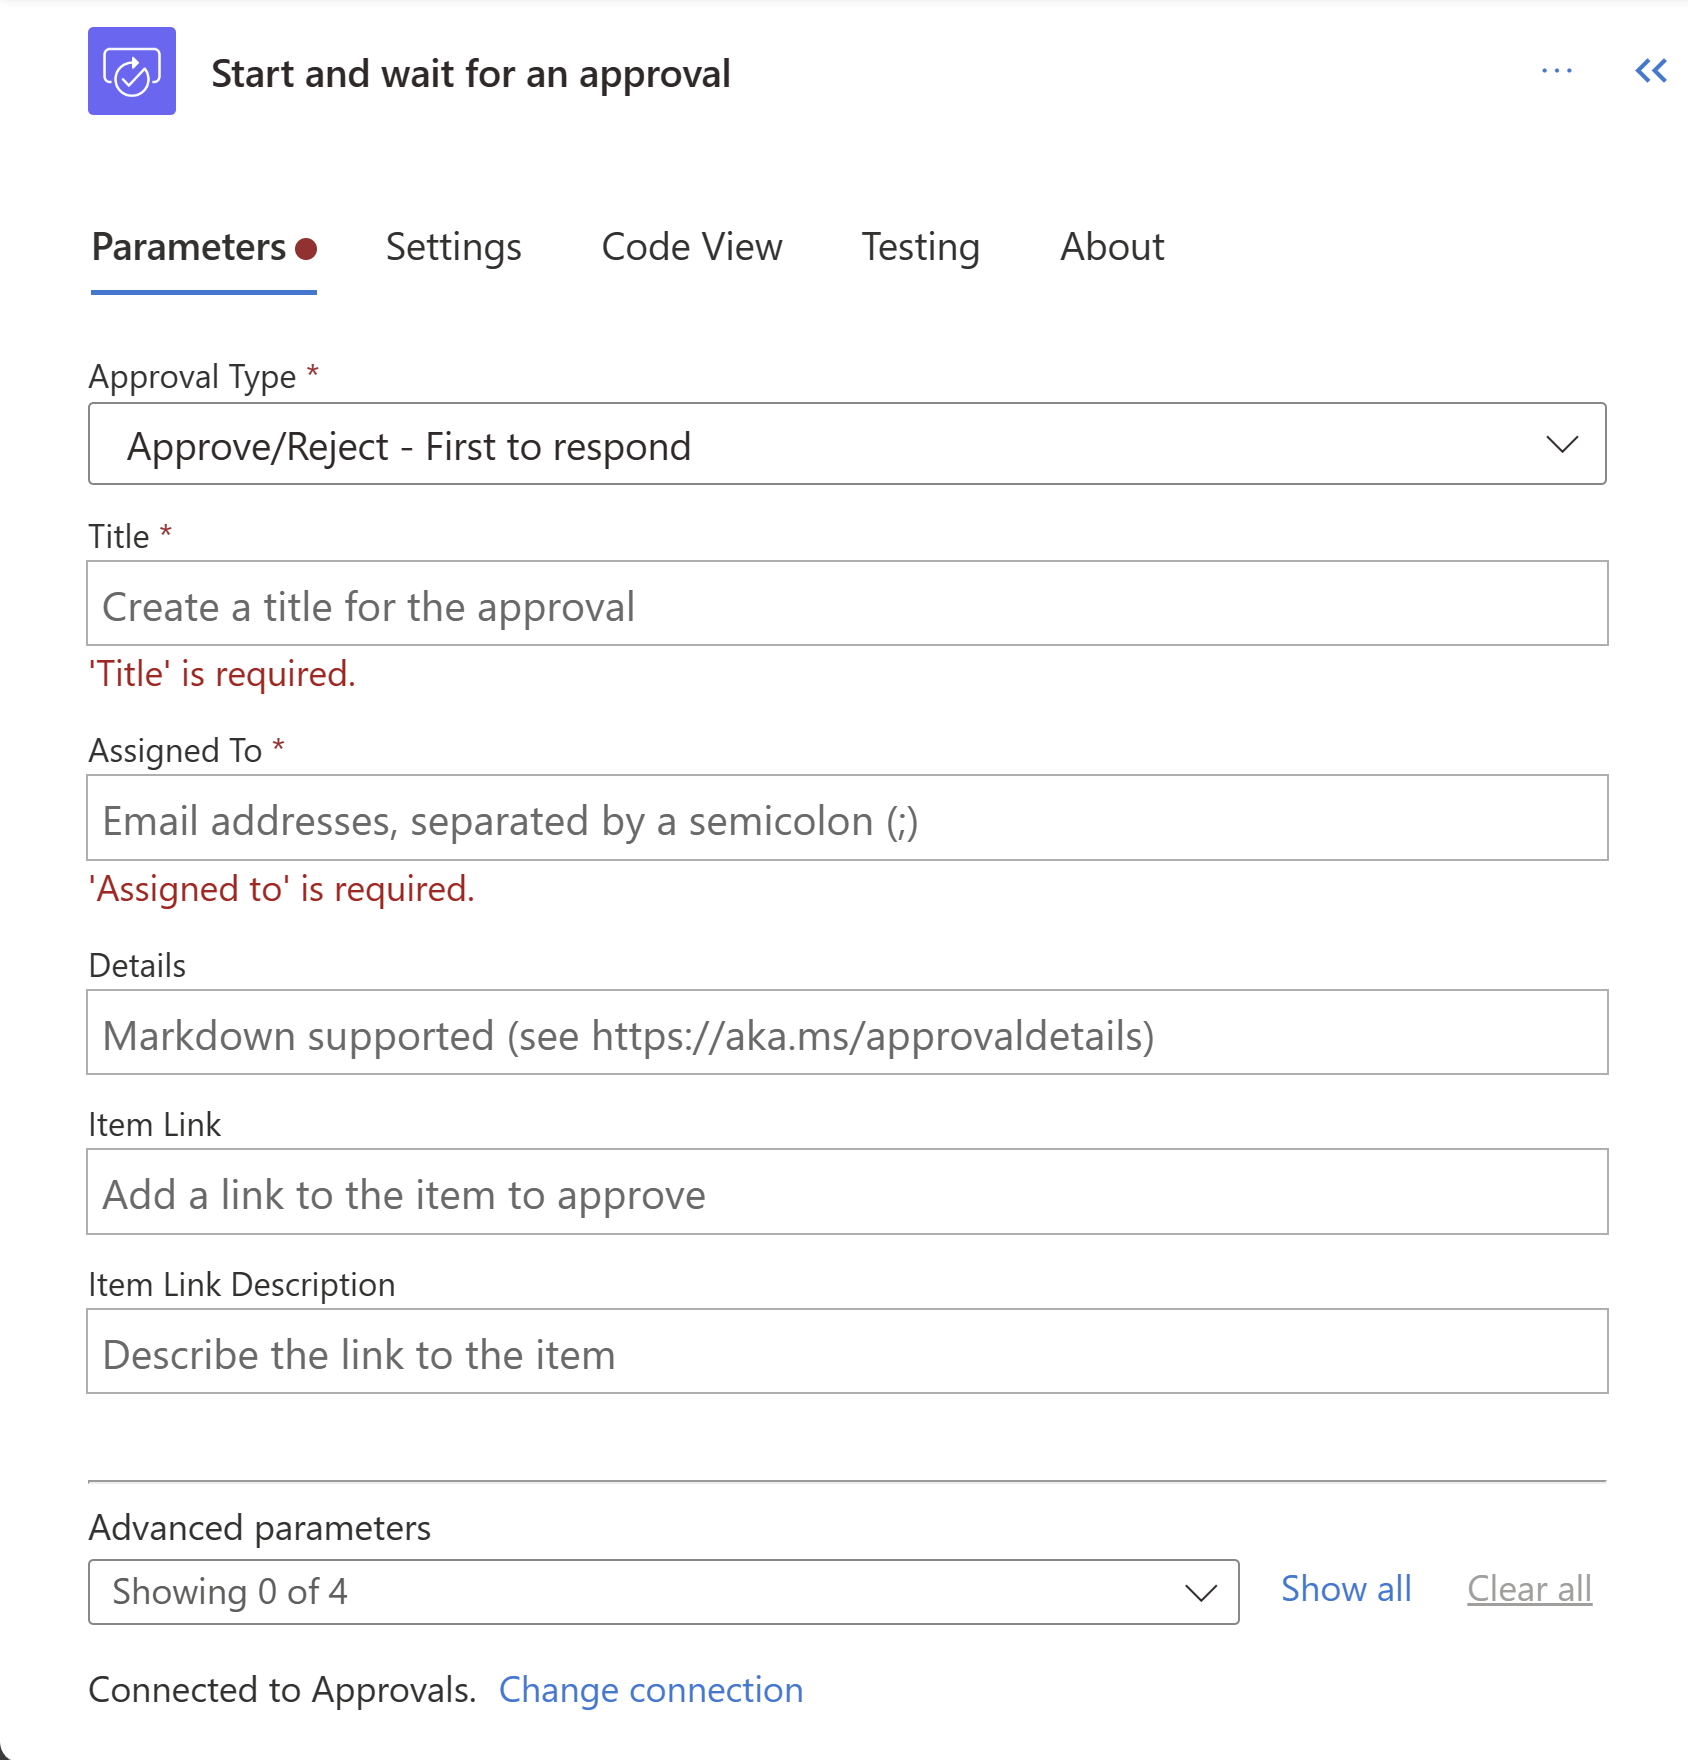 Start and wait for an approval
Parameters Settings Code View Testing About
Approval Type *
Approve/Reject - First to respond
Title *
Create a title for the approval
'Title' is required.
Assigned To *
Email addresses, separated by a semicolon (;)
'Assigned to' is required.
Details
Markdown supported (see https://aka.ms/approvaldetails)
Item Link
Add a link to the item to approve
Item Link Description
Describe the link to the item
Advanced parameters
Showing 0 of 4 Show all Clear all
Connected to Approvals. Change connection